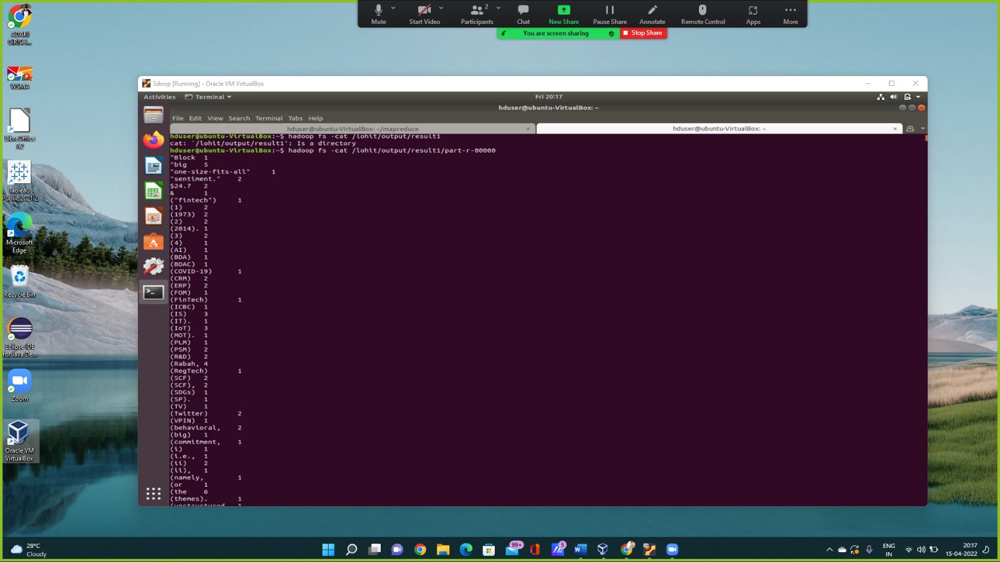 2
Mute
Start Video
Participants
Chat
New Share
Pause Share
Annotate
Remote Control
Apps
More
You are screen sharing
Stop Share
ADARI
GIRISH...
WSMA
LibreOffice
7.2
Tableau
Public 2021.2
Microsoft
Edge
Recycle Bin
Eclipse IDE
for Java De...
Zoom
Oracle VM
VirtualBox
Sdoop [Running] - Oracle VM VirtualBox
Activities
Terminal
Fri 20:17
hduser@ubuntu-VirtualBox: ~
File Edit View Search Terminal Tabs Help
hduser@ubuntu-VirtualBox: ~/mapreduce
hduser@ubuntu-VirtualBox: ~
hduser@ubuntu-VirtualBox:~$ hadoop fs -cat /lohit/output/result1
cat: `/lohit/output/result1': Is a directory
hduser@ubuntu-VirtualBox:~$ hadoop fs -cat /lohit/output/result1/part-r-00000
"Block 1
"big 5
"one-size-fits-all" 1
"sentiment." 2
$24.7 2
& 1
("fintech") 1
(1) 2
(1973) 2
(2) 2
(2014). 1
(3) 2
(4) 1
(AI) 1
(BDA) 1
(BDAC) 1
(COVID-19) 1
(CRM) 2
(ERP) 2
(FOM) 1
(FinTech) 1
(ICBC) 1
(IS) 3
(IT). 1
(IoT) 3
(MOT). 1
(PLM) 1
(PSM) 2
(R&D) 2
(Rabah, 4
(RegTech) 1
(SCF) 2
(SCF), 2
(SDGs) 1
(SP). 1
(TV) 1
(Twitter) 2
(VPIN) 1
(behavioral, 2
(big) 1
(commitment, 1
(i) 1
(i.e., 1
(ii) 2
(ii), 1
(namely, 1
(or 1
(the 6
(themes). 1
(unstructured 1
29°C
Cloudy
99+
5
ENG
IN
20:17
15-04-2022